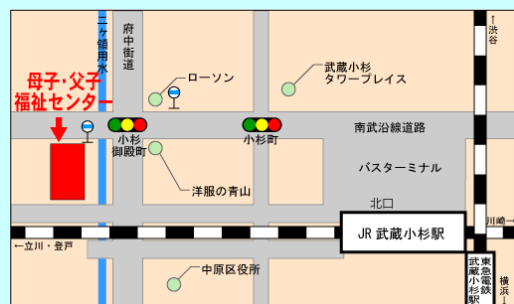 二ヶ領用水
府中街道
↑渋谷
母子・父子
福祉センター
ローソン
武蔵小杉
タワープレイス
小杉
御殿町
小杉町
南武沿線道路
バスターミナル
洋服の青山
北口
川崎→
JR 武蔵小杉駅
←立川・登戸
中原区役所
東急電鉄
武蔵小杉駅
横浜↓